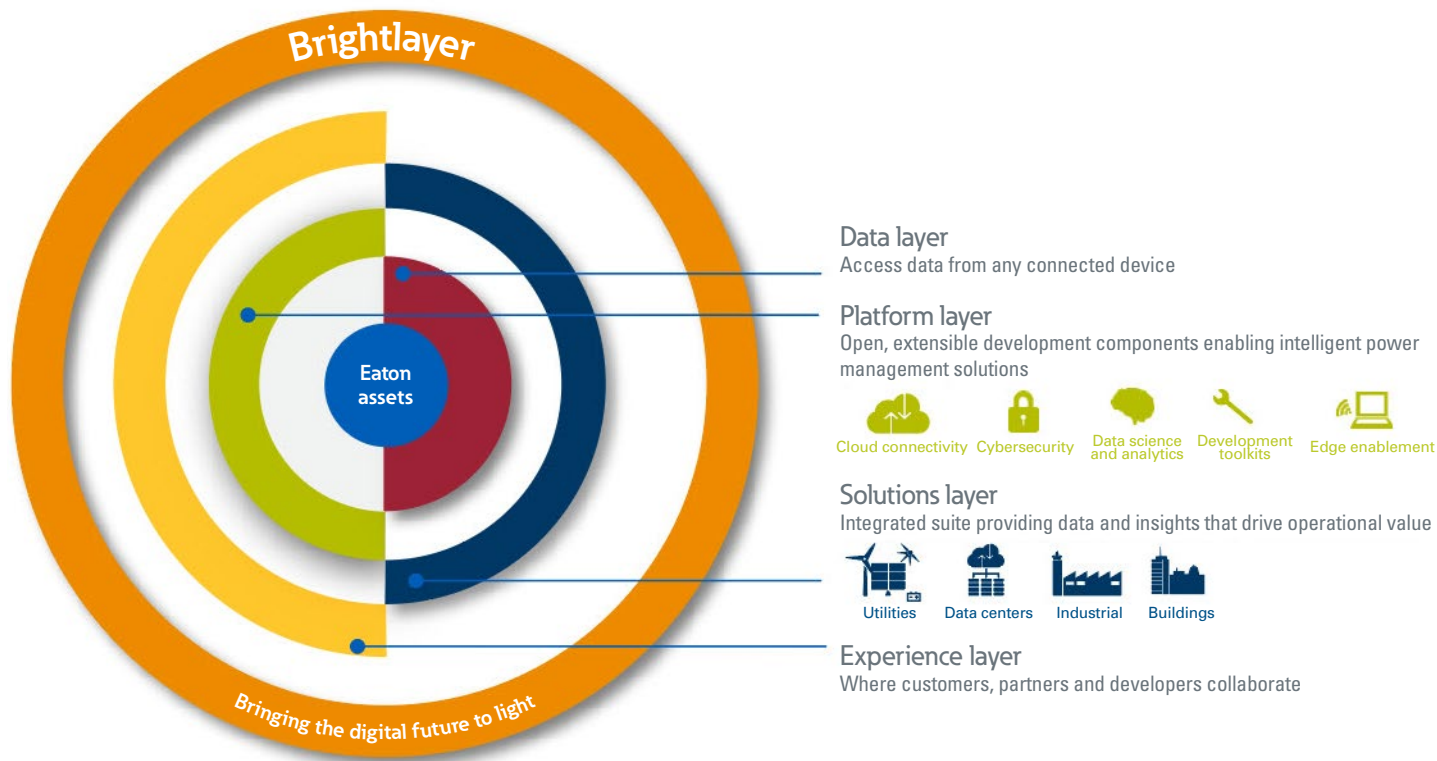 Brightlayer
Eaton
assets
Bringing the digital future to light
Data layer
Access data from any connected device
Platform layer
Open, extensible development components enabling intelligent power
management solutions
Cloud connectivity
Cybersecurity
Data science
and analytics
Development
toolkits
Edge enablement
Solutions layer
Integrated suite providing data and insights that drive operational value
Utilities
Data centers
Industrial
Buildings
Experience layer
Where customers, partners and developers collaborate